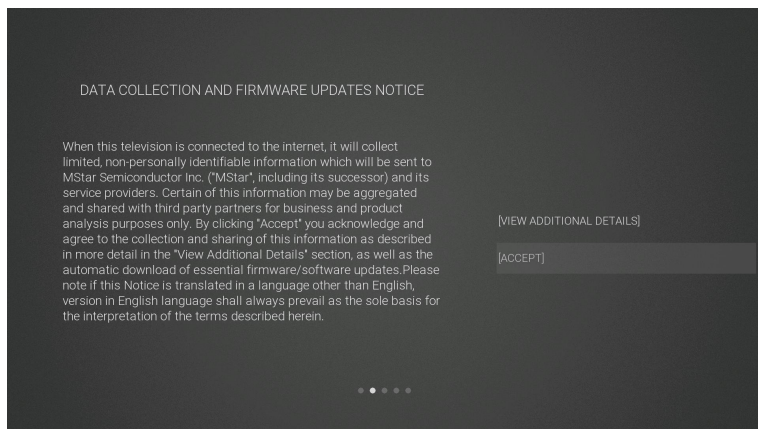 DATA COLLECTION AND FIRMWARE UPDATES NOTICE
When this television is connected to the internet, it will collect
limited, non-personally identifiable information which will be sent to
MStar Semiconductor Inc. ("MStar", including its successor) and its
service providers. Certain of this information may be aggregated
and shared with third party partners for business and product
analysis purposes only. By clicking "Accept" you acknowledge and
agree to the collection and sharing of this information as described
in more detail in the "View Additional Details" section, as well as the
automatic download of essential firmware/software updates.Please
note if this Notice is translated in a language other than English,
version in English language shall always prevail as the sole basis for
the interpretation of the terms described herein.
[VIEW ADDITIONAL DETAILS]
[ACCEPT]